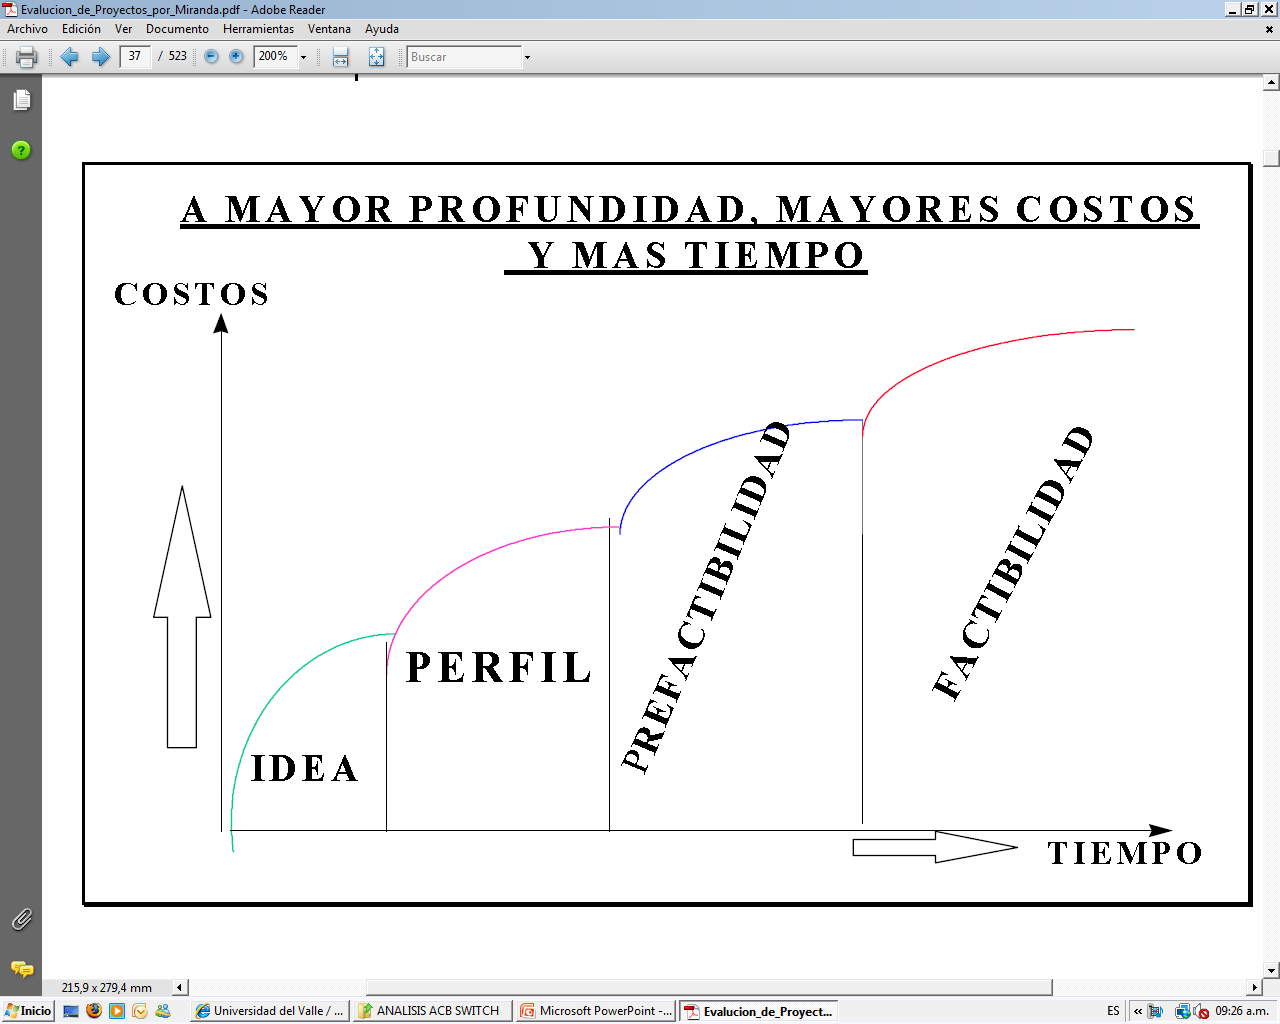 Evalucion_de_Proyectos_por_Miranda.pdf - Adobe Reader
Archivo Edición Ver Documento Herramientas Ventana Ayuda
37 / 523 200% Buscar
A MAYOR PROFUNDIDAD, MAYORES COSTOS
Y MAS TIEMPO
COSTOS
IDEA
PERFIL
PREFACTIBILIDAD
FACTIBILIDAD
TIEMPO
215,9 x 279,4 mm
Inicio Universidad del Valle / ... ANALISIS ACB SWITCH Microsoft PowerPoint -... Evalucion_de_Proyect... ES « 09:26 a.m.